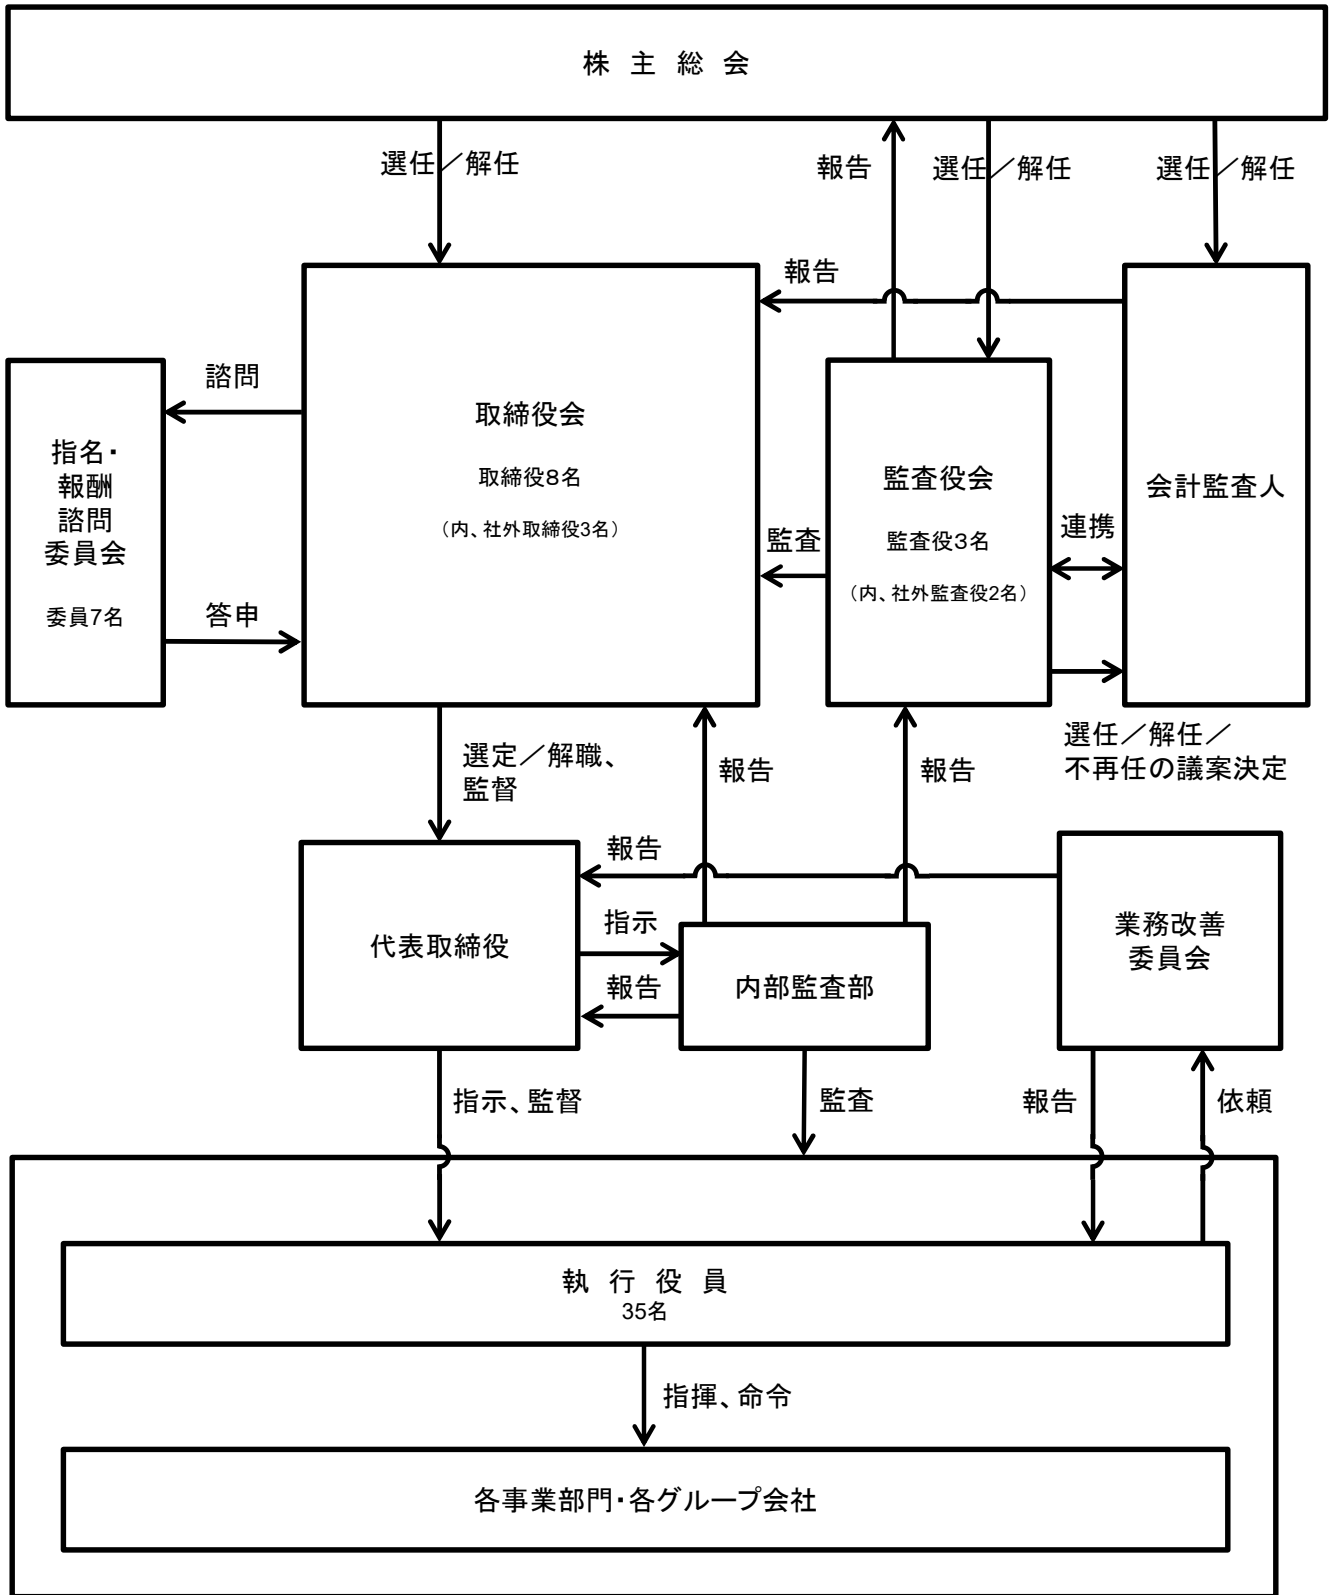 株 主 総 会
選任／解任
報告
選任／解任
選任／解任
報告
諮問
指名・
報酬
諮問
委員会
委員7名
答申
取締役会
取締役8名
（内、社外取締役3名）
監査
監査役会
監査役3名
（内、社外監査役2名）
連携
会計監査人
選任／解任／
不再任の議案決定
選定／解職、
監督
報告
報告
報告
代表取締役
指示
報告
内部監査部
業務改善
委員会
指示、監督
監査
報告
依頼
執 行 役 員
35名
指揮、命令
各事業部門・各グループ会社